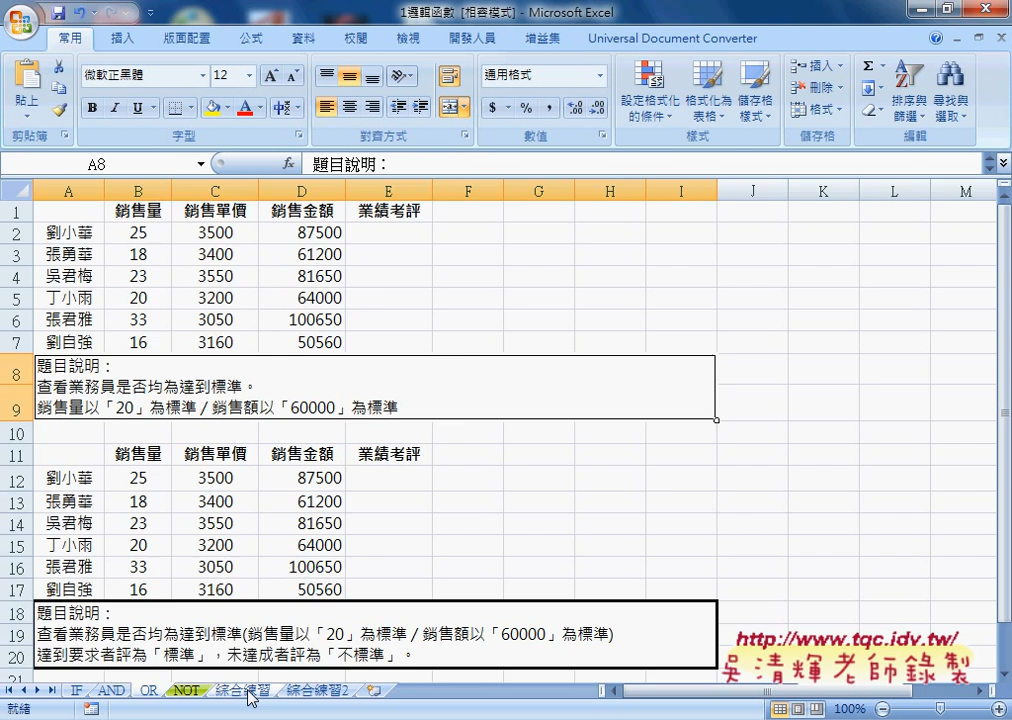 1邏輯函數 [相容模式] - Microsoft Excel
常用 插入 版面配置 公式 資料 校閱 檢視 開發人員 增益集 Universal Document Converter
貼上 微軟正黑體 12 B I U 中 通用格式 $ % , 設定格式化的條件 格式化為表格 儲存格樣式 插入 刪除 格式 Σ 排序與篩選 尋找與選取
剪貼簿 字型 對齊方式 數值 樣式 儲存格 編輯
A8 fx 題目說明：
A B C D E F G H I J K L M
1 銷售量 銷售單價 銷售金額 業績考評
2 劉小華 25 3500 87500
3 張勇華 18 3400 61200
4 吳君梅 23 3550 81650
5 丁小雨 20 3200 64000
6 張君雅 33 3050 100650
7 劉自強 16 3160 50560
8 題目說明：
查看業務員是否均為達到標準。
9 銷售量以「20」為標準 / 銷售額以「60000」為標準
10
11 銷售量 銷售單價 銷售金額 業績考評
12 劉小華 25 3500 87500
13 張勇華 18 3400 61200
14 吳君梅 23 3550 81650
15 丁小雨 20 3200 64000
16 張君雅 33 3050 100650
17 劉自強 16 3160 50560
18 題目說明：
19 查看業務員是否均為達到標準(銷售量以「20」為標準 / 銷售額以「60000」為標準)
20 達到要求者評為「標準」，未達成者評為「不標準」。
21
http://www.tqc.idv.tw/
吳清輝老師錄製
IF AND OR NOT 綜合練習 綜合練習2
就緒 100%